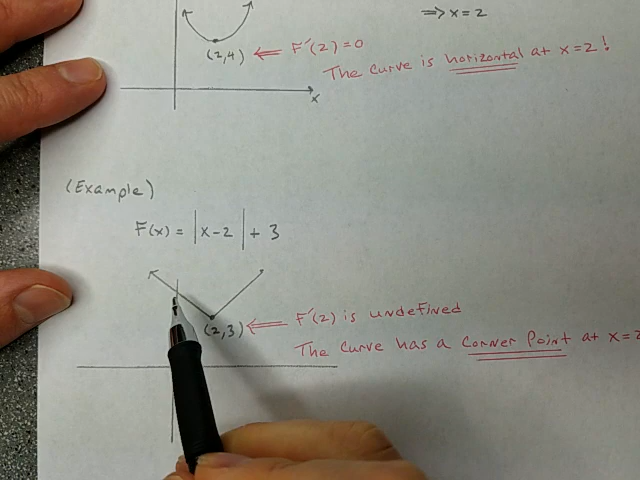 ⇒ x = 2
(2,4) ⇐ F'(2) = 0
The curve is horizontal at x = 2!
x
(Example)
F(x) = |x-2| + 3
(2,3) ⇐ F'(2) is undefined
The curve has a Corner Point at x=2